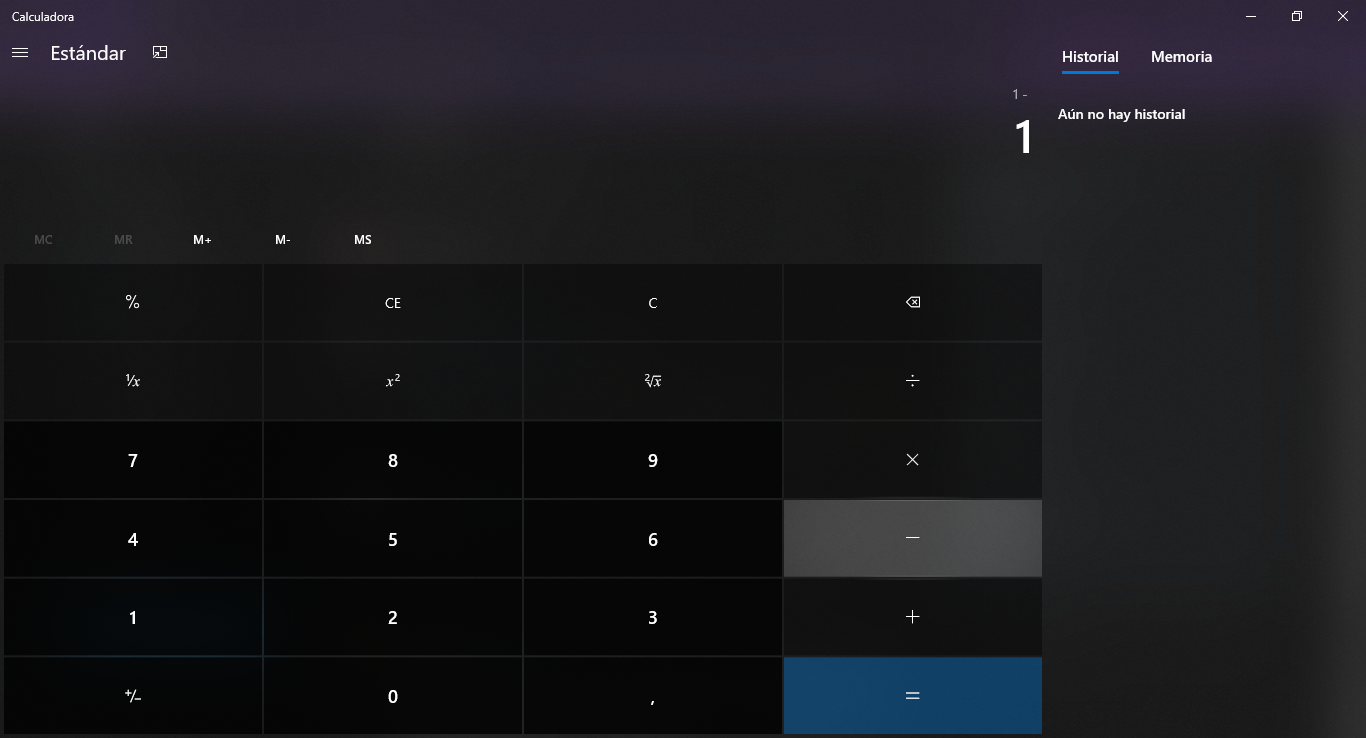 Calculadora
Estándar
Historial Memoria
1 -
Aún no hay historial
1
MC MR M+ M- MS
% CE C
¹/x x² ²√x ÷
7 8 9 ×
4 5 6 −
1 2 3 +
+/− 0 , =